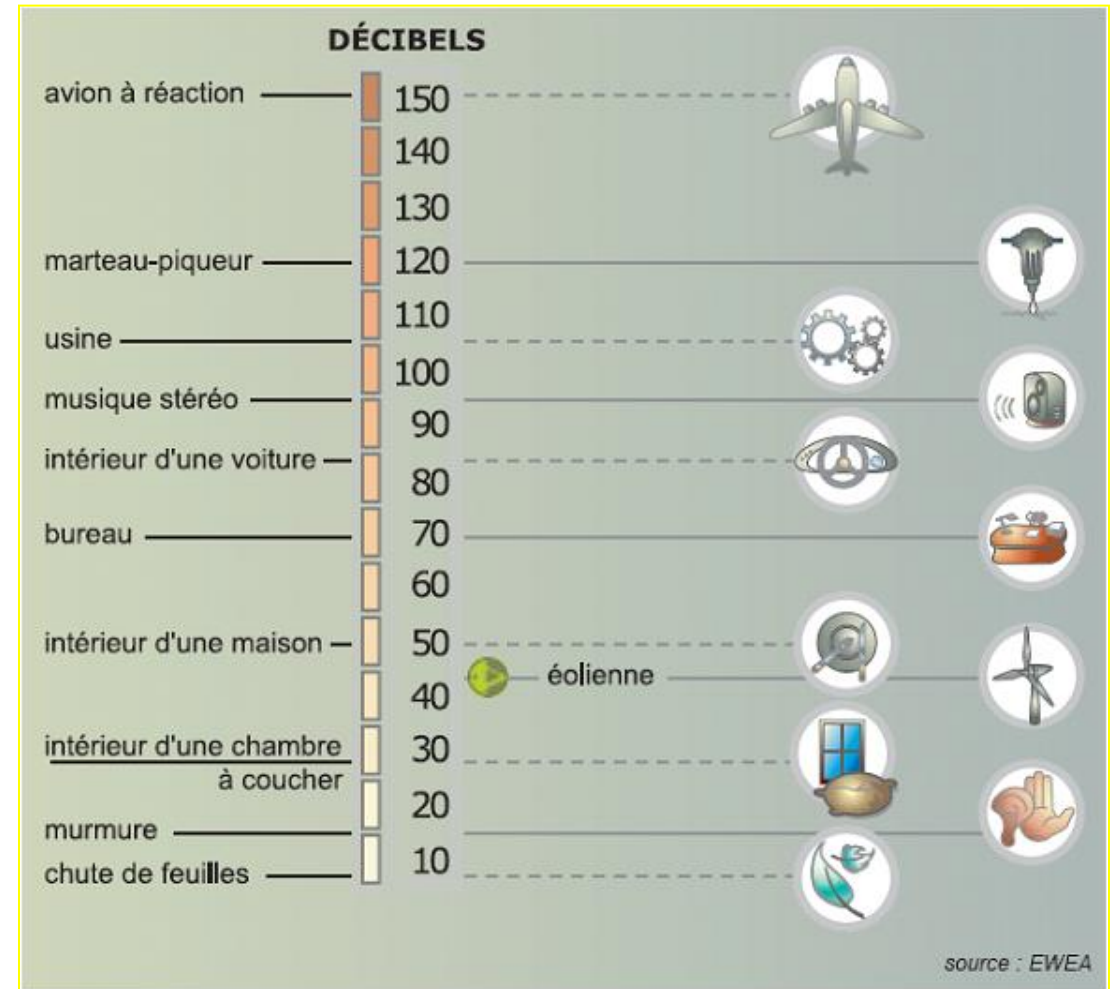 DÉCIBELS
avion à réaction 150
140
130
marteau-piqueur 120
110
usine
100
musique stéréo
90
intérieur d'une voiture
80
bureau 70
60
intérieur d'une maison 50
éolienne
40
intérieur d'une chambre 30
à coucher
20
murmure
10
chute de feuilles
source : EWEA